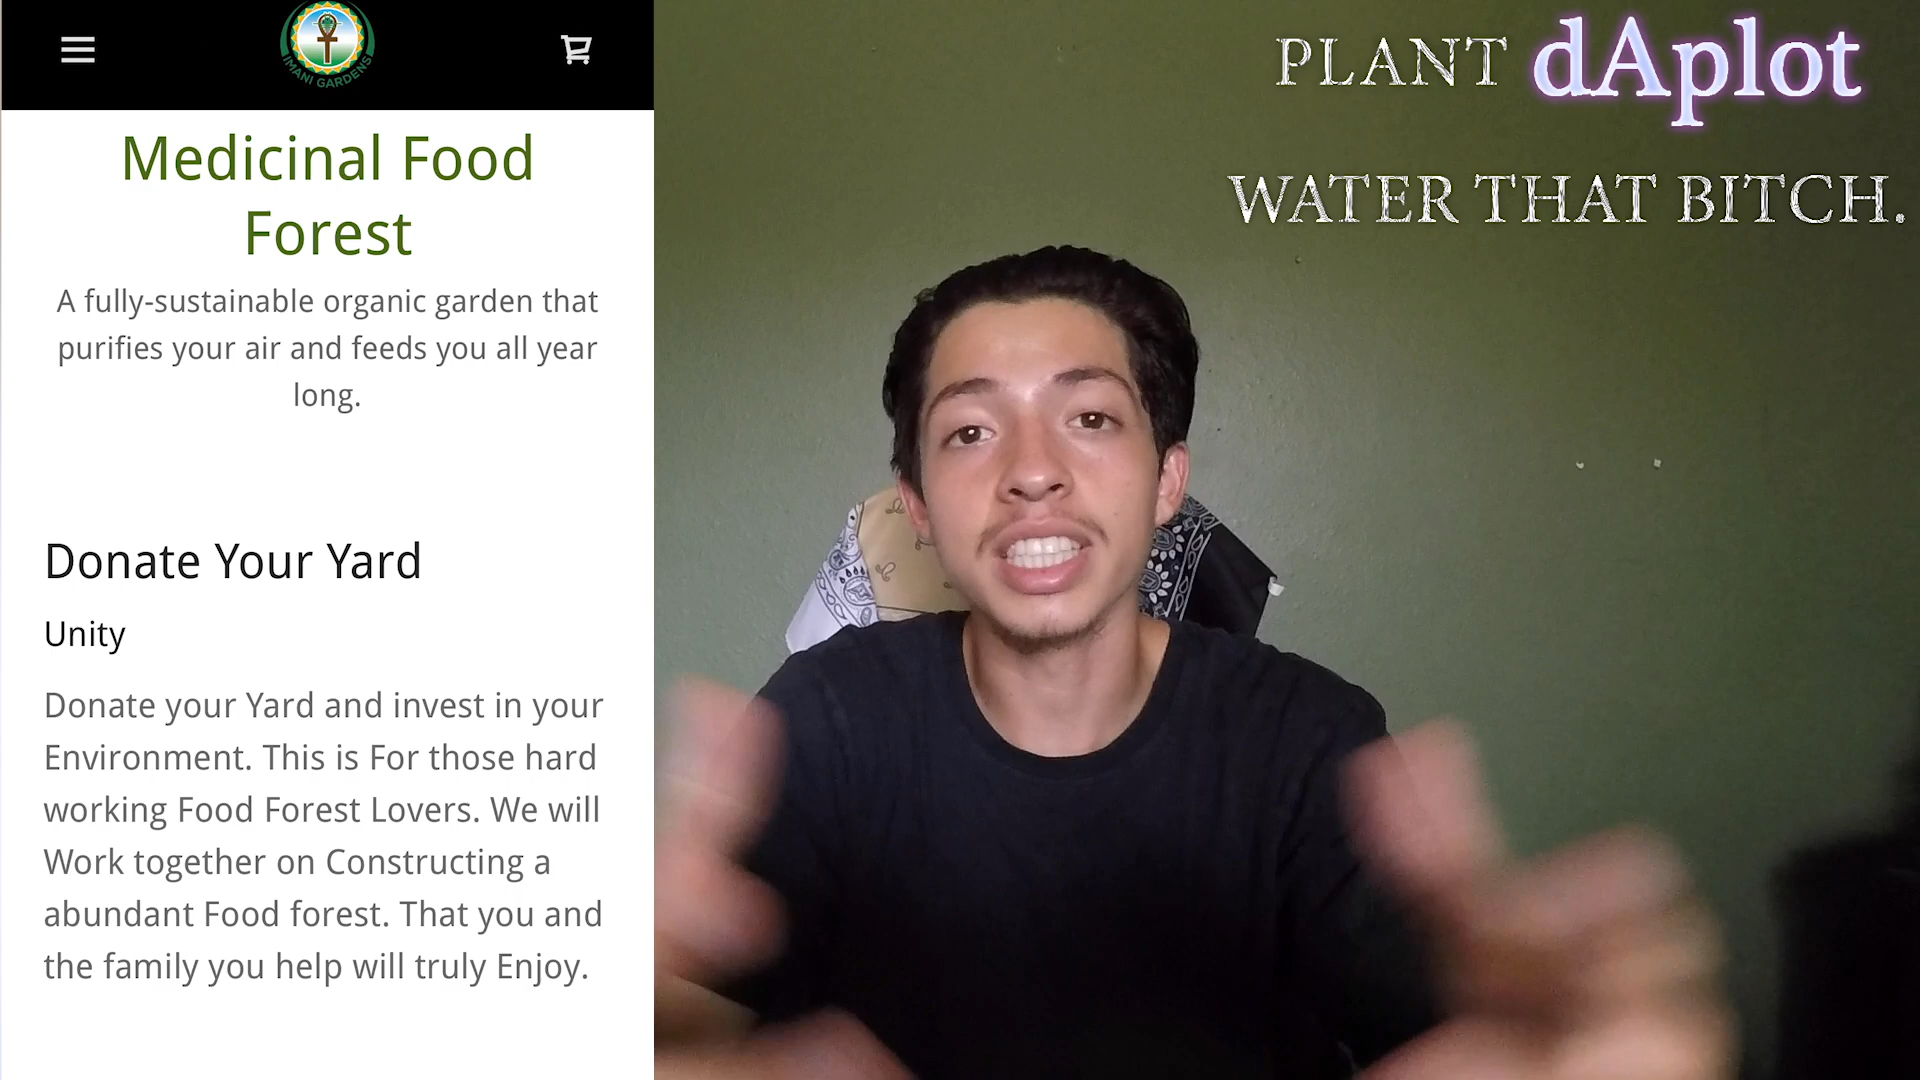 IMANI GARDENS
Medicinal Food
Forest
A fully-sustainable organic garden that
purifies your air and feeds you all year
long.
Donate Your Yard
Unity
Donate your Yard and invest in your
Environment. This is For those hard
working Food Forest Lovers. We will
Work together on Constructing a
abundant Food forest. That you and
the family you help will truly Enjoy.
PLANT dAplot
WATER THAT BITCH.